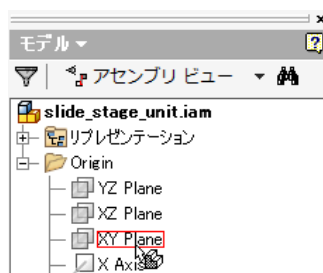 モデル
アセンブリ ビュー
slide_stage_unit.iam
リプレゼンテーション
Origin
YZ Plane
XZ Plane
XY Plane
X Axis